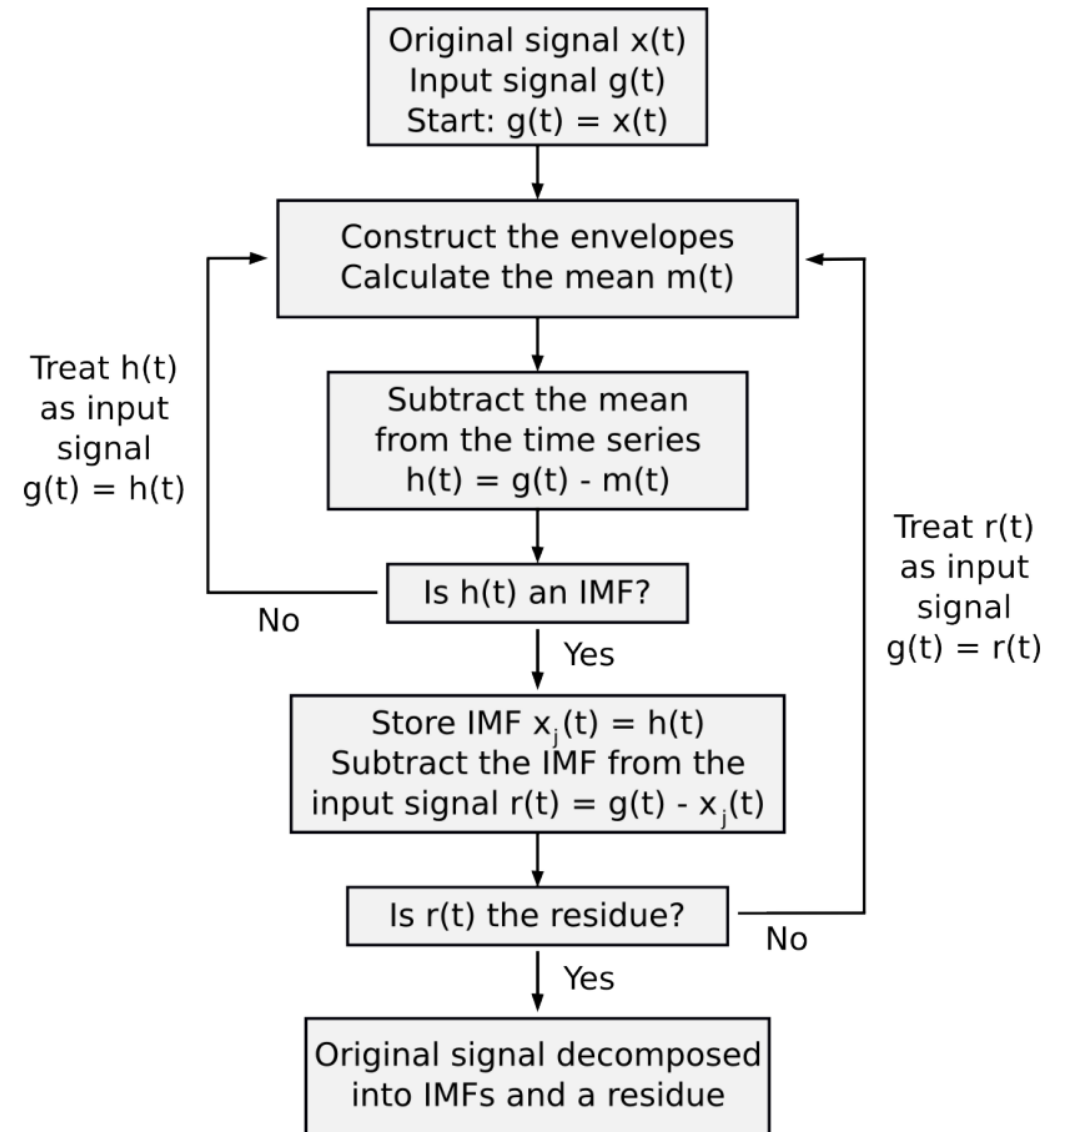 Original signal x(t)
Input signal g(t)
Start: g(t) = x(t)
Construct the envelopes
Calculate the mean m(t)
Treat h(t)
as input
signal
g(t) = h(t)
Subtract the mean
from the time series
h(t) = g(t) - m(t)
Is h(t) an IMF?
No
Yes
Treat r(t)
as input
signal
g(t) = r(t)
Store IMF xⱼ(t) = h(t)
Subtract the IMF from the
input signal r(t) = g(t) - xⱼ(t)
Is r(t) the residue?
No
Yes
Original signal decomposed
into IMFs and a residue